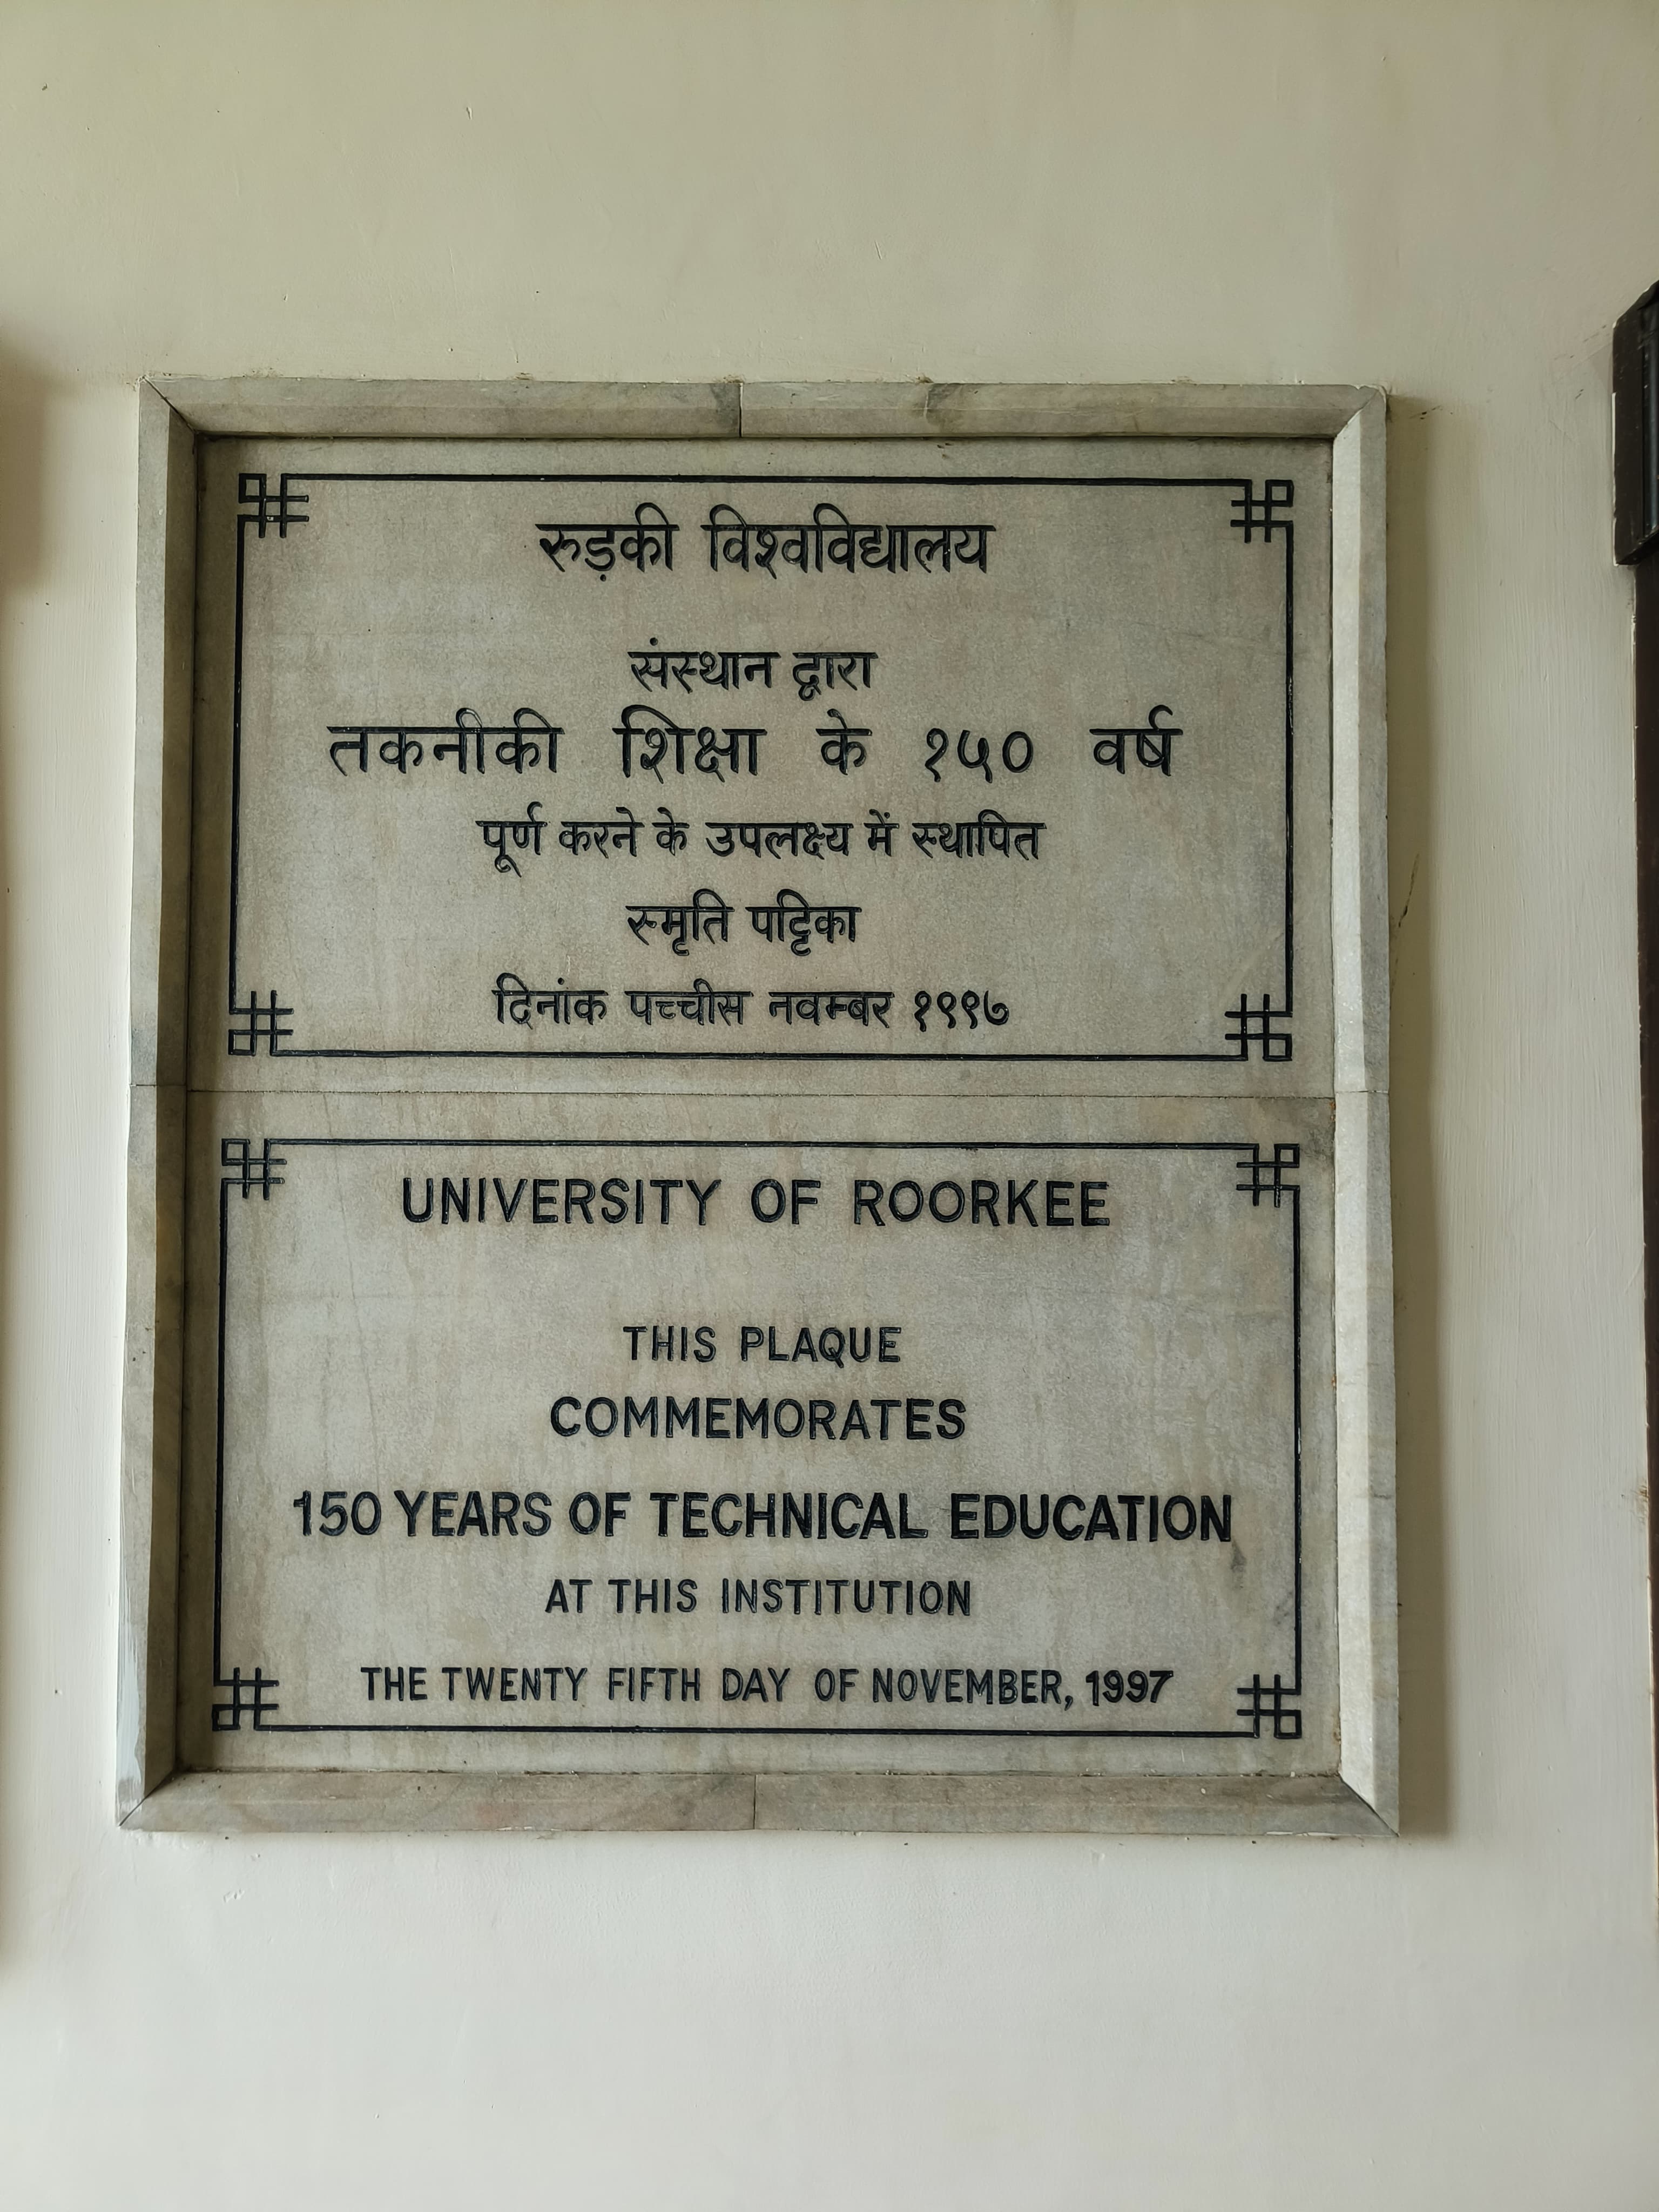 रुड़की विश्वविद्यालय
संस्थान द्वारा
तकनीकी शिक्षा के १५० वर्ष
पूर्ण करने के उपलक्ष्य में स्थापित
स्मृति पट्टिका
दिनांक पच्चीस नवम्बर १९९७
UNIVERSITY OF ROORKEE
THIS PLAQUE
COMMEMORATES
150 YEARS OF TECHNICAL EDUCATION
AT THIS INSTITUTION
THE TWENTY FIFTH DAY OF NOVEMBER, 1997